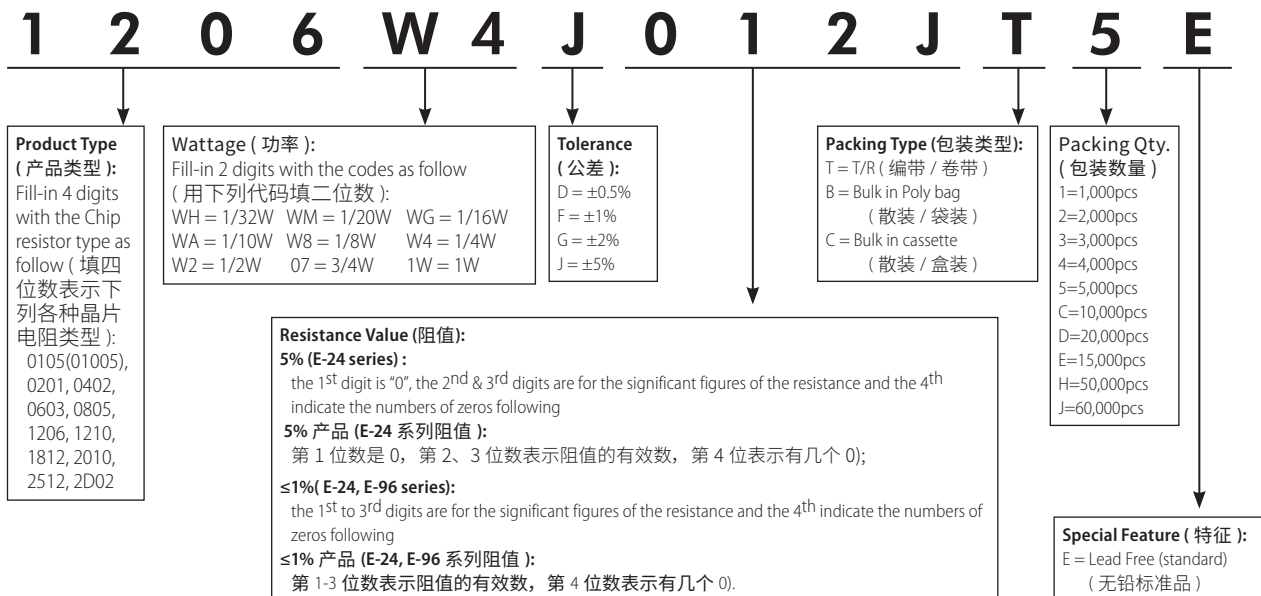 1 2 0 6 W 4 J 0 1 2 J T 5 E
Product Type
( 产品类型 ):
Fill-in 4 digits
with the Chip
resistor type as
follow ( 填四
位数表示下
列各种晶片
电阻类型 ):
0105(01005),
0201, 0402,
0603, 0805,
1206, 1210,
1812, 2010,
2512, 2D02
Wattage ( 功率 ):
Fill-in 2 digits with the codes as follow
( 用下列代码填二位数 ):
WH = 1/32W WM = 1/20W WG = 1/16W
WA = 1/10W W8 = 1/8W W4 = 1/4W
W2 = 1/2W 07 = 3/4W 1W = 1W
Tolerance
( 公差 ):
D = ±0.5%
F = ±1%
G = ±2%
J = ±5%
Packing Type (包装类型):
T = T/R ( 编带 / 卷带 )
B = Bulk in Poly bag
( 散装 / 袋装 )
C = Bulk in cassette
( 散装 / 盒装 )
Packing Qty.
( 包装数量 )
1=1,000pcs
2=2,000pcs
3=3,000pcs
4=4,000pcs
5=5,000pcs
C=10,000pcs
D=20,000pcs
E=15,000pcs
H=50,000pcs
J=60,000pcs
Resistance Value (阻值):
5% (E-24 series) :
the 1st digit is “0”, the 2nd & 3rd digits are for the significant figures of the resistance and the 4th
indicate the numbers of zeros following
5% 产品 (E-24 系列阻值 ):
第 1 位数是 0，第 2、3 位数表示阻值的有效数，第 4 位表示有几个 0);
≤1%( E-24, E-96 series):
the 1st to 3rd digits are for the significant figures of the resistance and the 4th indicate the numbers of
zeros following
≤1% 产品 (E-24, E-96 系列阻值 ):
第 1-3 位数表示阻值的有效数，第 4 位数表示有几个 0).
Special Feature ( 特征 ):
E = Lead Free (standard)
( 无铅标准品 )